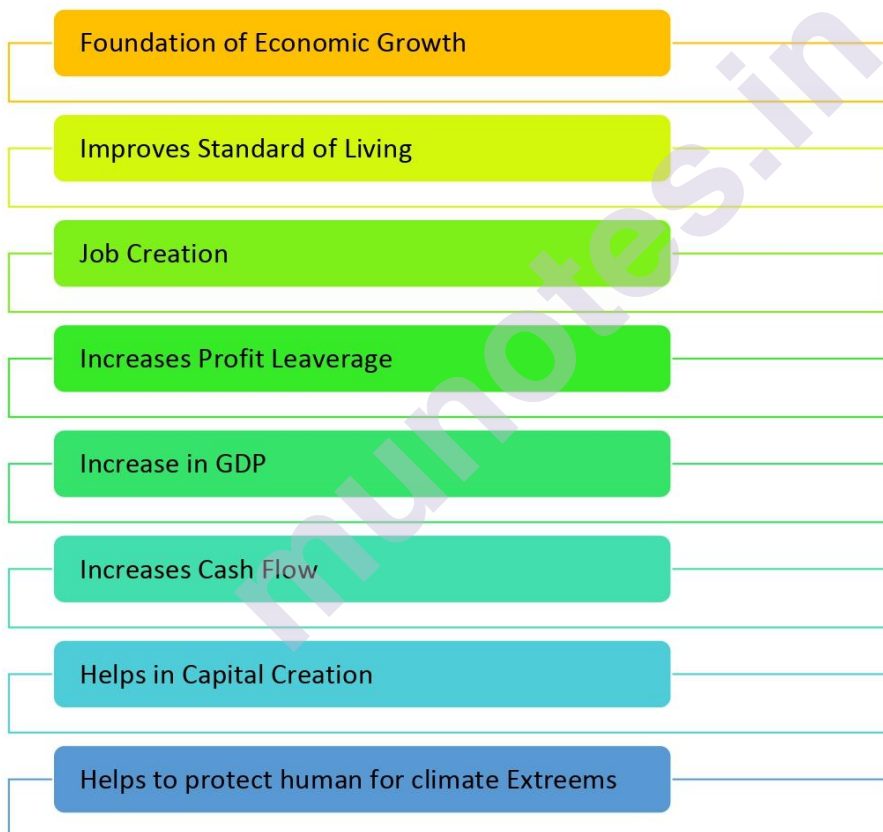 Foundation of Economic Growth
Improves Standard of Living
Job Creation
Increases Profit Leaverage
Increase in GDP
Increases Cash Flow
Helps in Capital Creation
Helps to protect human for climate Extreems
munotes.in